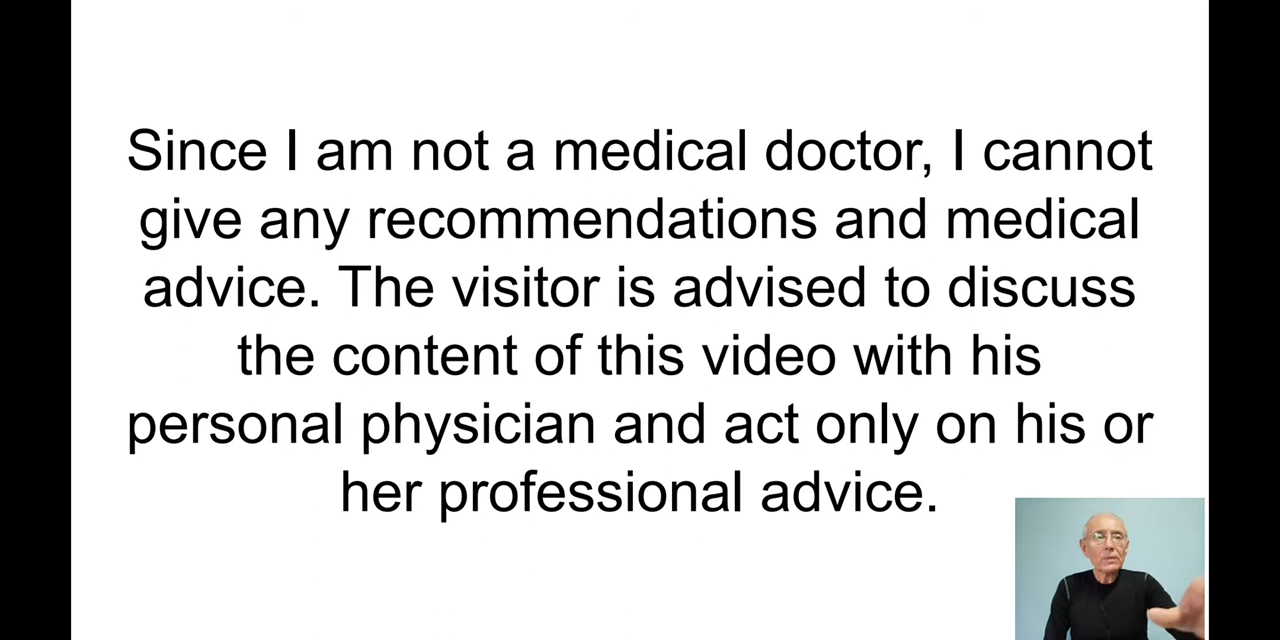 Since I am not a medical doctor, I cannot
give any recommendations and medical
advice. The visitor is advised to discuss
the content of this video with his
personal physician and act only on his or
her professional advice.